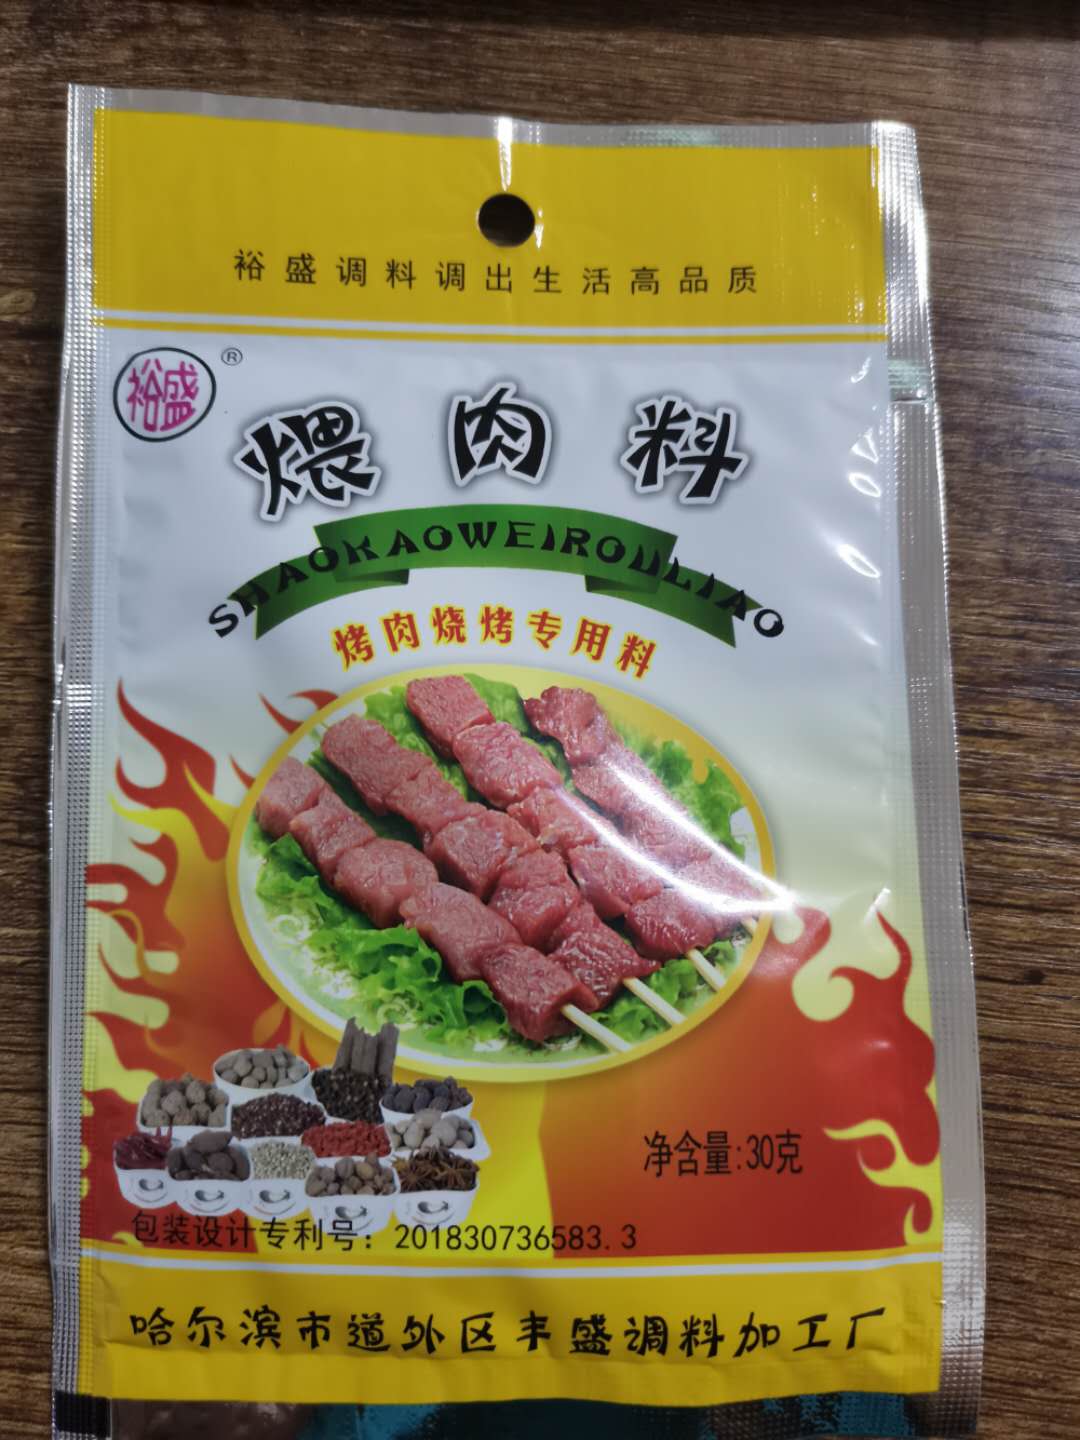 裕盛调料调出生活高品质
裕盛®
煨肉料
SHAOKAOWEIROULIAO
烤肉烧烤专用料
净含量:30克
包装设计专利号：201830736583.3
哈尔滨市道外区丰盛调料加工厂